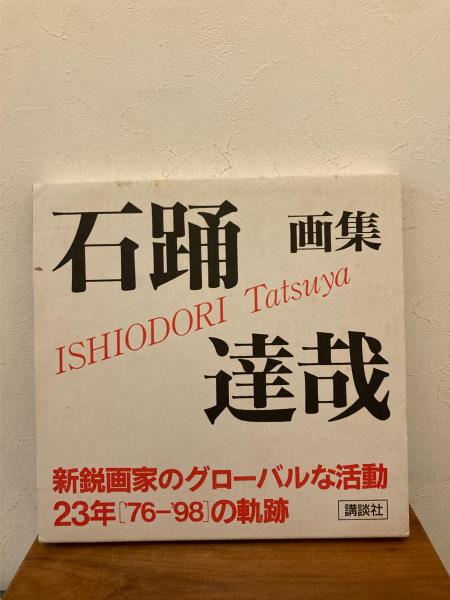 石踊 画集
ISHIODORI Tatsuya
達哉
新鋭画家のグローバルな活動
23年['76–'98]の軌跡
講談社